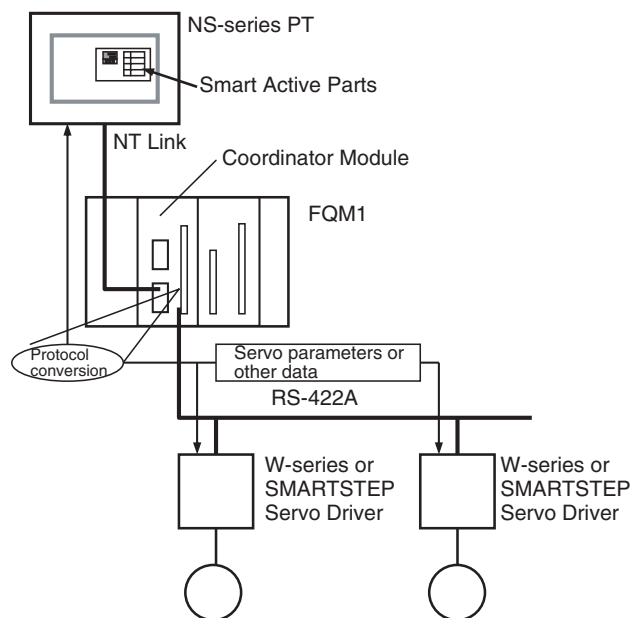 NS-series PT
Smart Active Parts
NT Link
Coordinator Module
FQM1
Protocol
conversion
Servo parameters or
other data
RS-422A
W-series or
SMARTSTEP
Servo Driver
W-series or
SMARTSTEP
Servo Driver